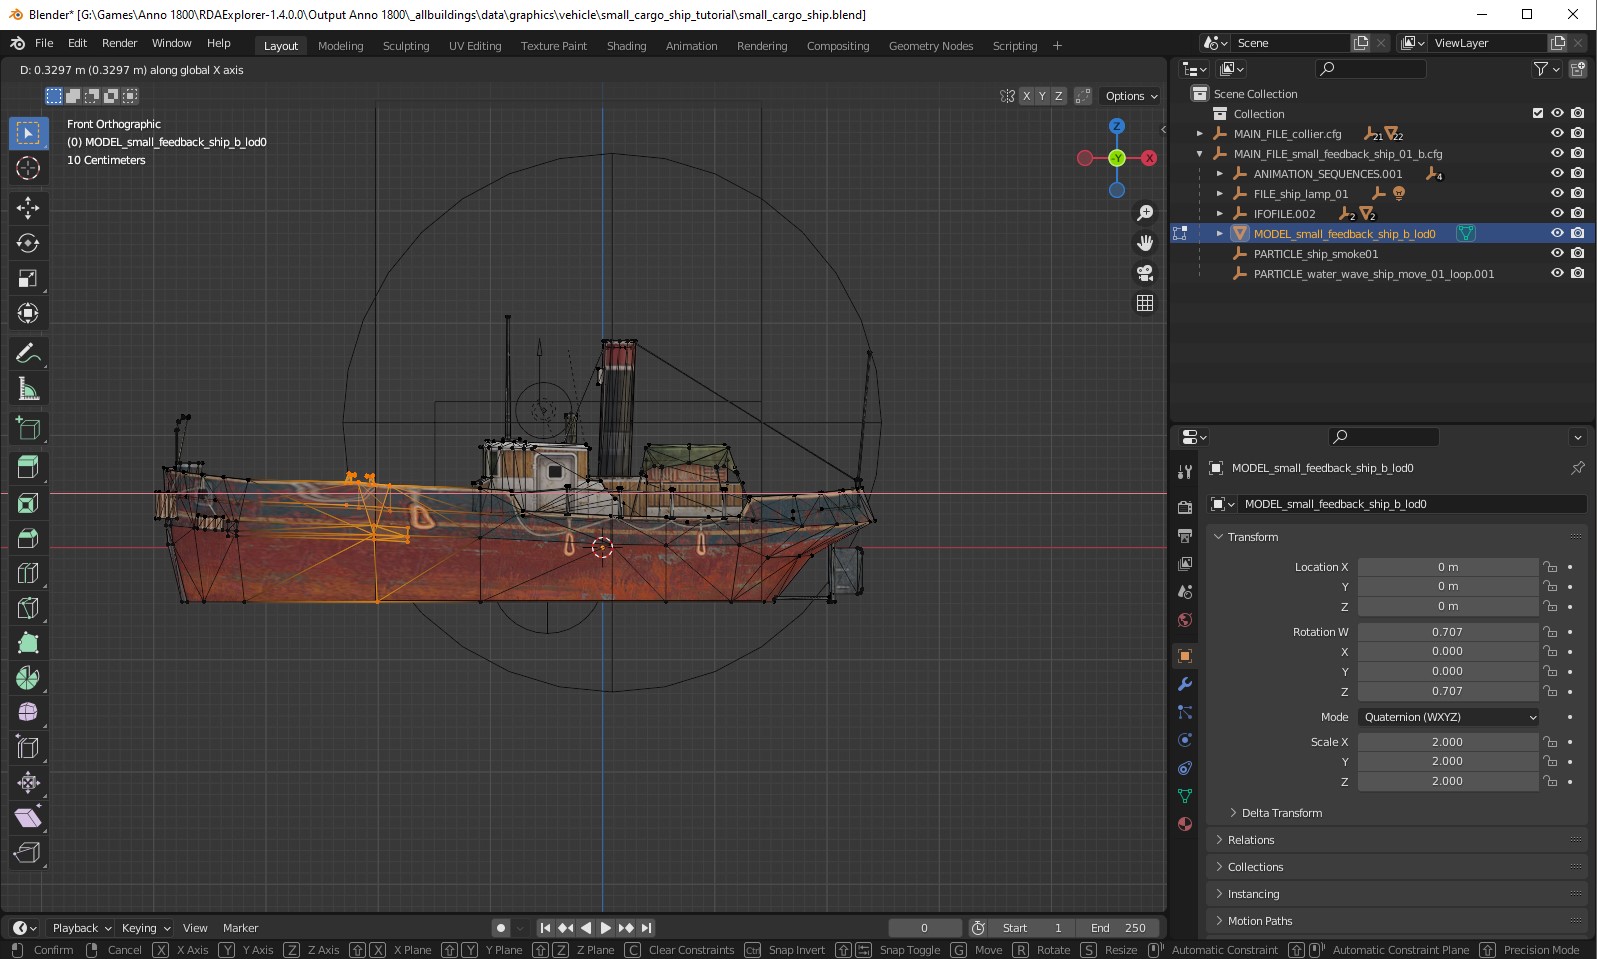 Blender* [G:\Games\Anno 1800\RDAExplorer-1.4.0.0\Output Anno 1800\_allbuildings\data\graphics\vehicle\small_cargo_ship_tutorial\small_cargo_ship.blend]
File Edit Render Window Help Layout Modeling Sculpting UV Editing Texture Paint Shading Animation Rendering Compositing Geometry Nodes Scripting + Scene ViewLayer
D: 0.3297 m (0.3297 m) along global X axis
X Y Z Options
Front Orthographic
(0) MODEL_small_feedback_ship_b_lod0
10 Centimeters
Z
-Y X
Scene Collection
Collection
MAIN_FILE_collier.cfg 21 22
MAIN_FILE_small_feedback_ship_01_b.cfg
ANIMATION_SEQUENCES.001 4
FILE_ship_lamp_01
IFOFILE.002 2 2
MODEL_small_feedback_ship_b_lod0
PARTICLE_ship_smoke01
PARTICLE_water_wave_ship_move_01_loop.001
MODEL_small_feedback_ship_b_lod0
MODEL_small_feedback_ship_b_lod0
Transform
Location X 0 m
Y 0 m
Z 0 m
Rotation W 0.707
X 0.000
Y 0.000
Z 0.707
Mode Quaternion (WXYZ)
Scale X 2.000
Y 2.000
Z 2.000
Delta Transform
Relations
Collections
Instancing
Motion Paths
Playback Keying View Marker 0 Start 1 End 250
Confirm Cancel X X Axis Y Y Axis Z Z Axis X X Plane Y Y Plane Z Z Plane C Clear Constraints Ctrl Snap Invert Snap Toggle G Move R Rotate S Resize Automatic Constraint Automatic Constraint Plane Precision Mode